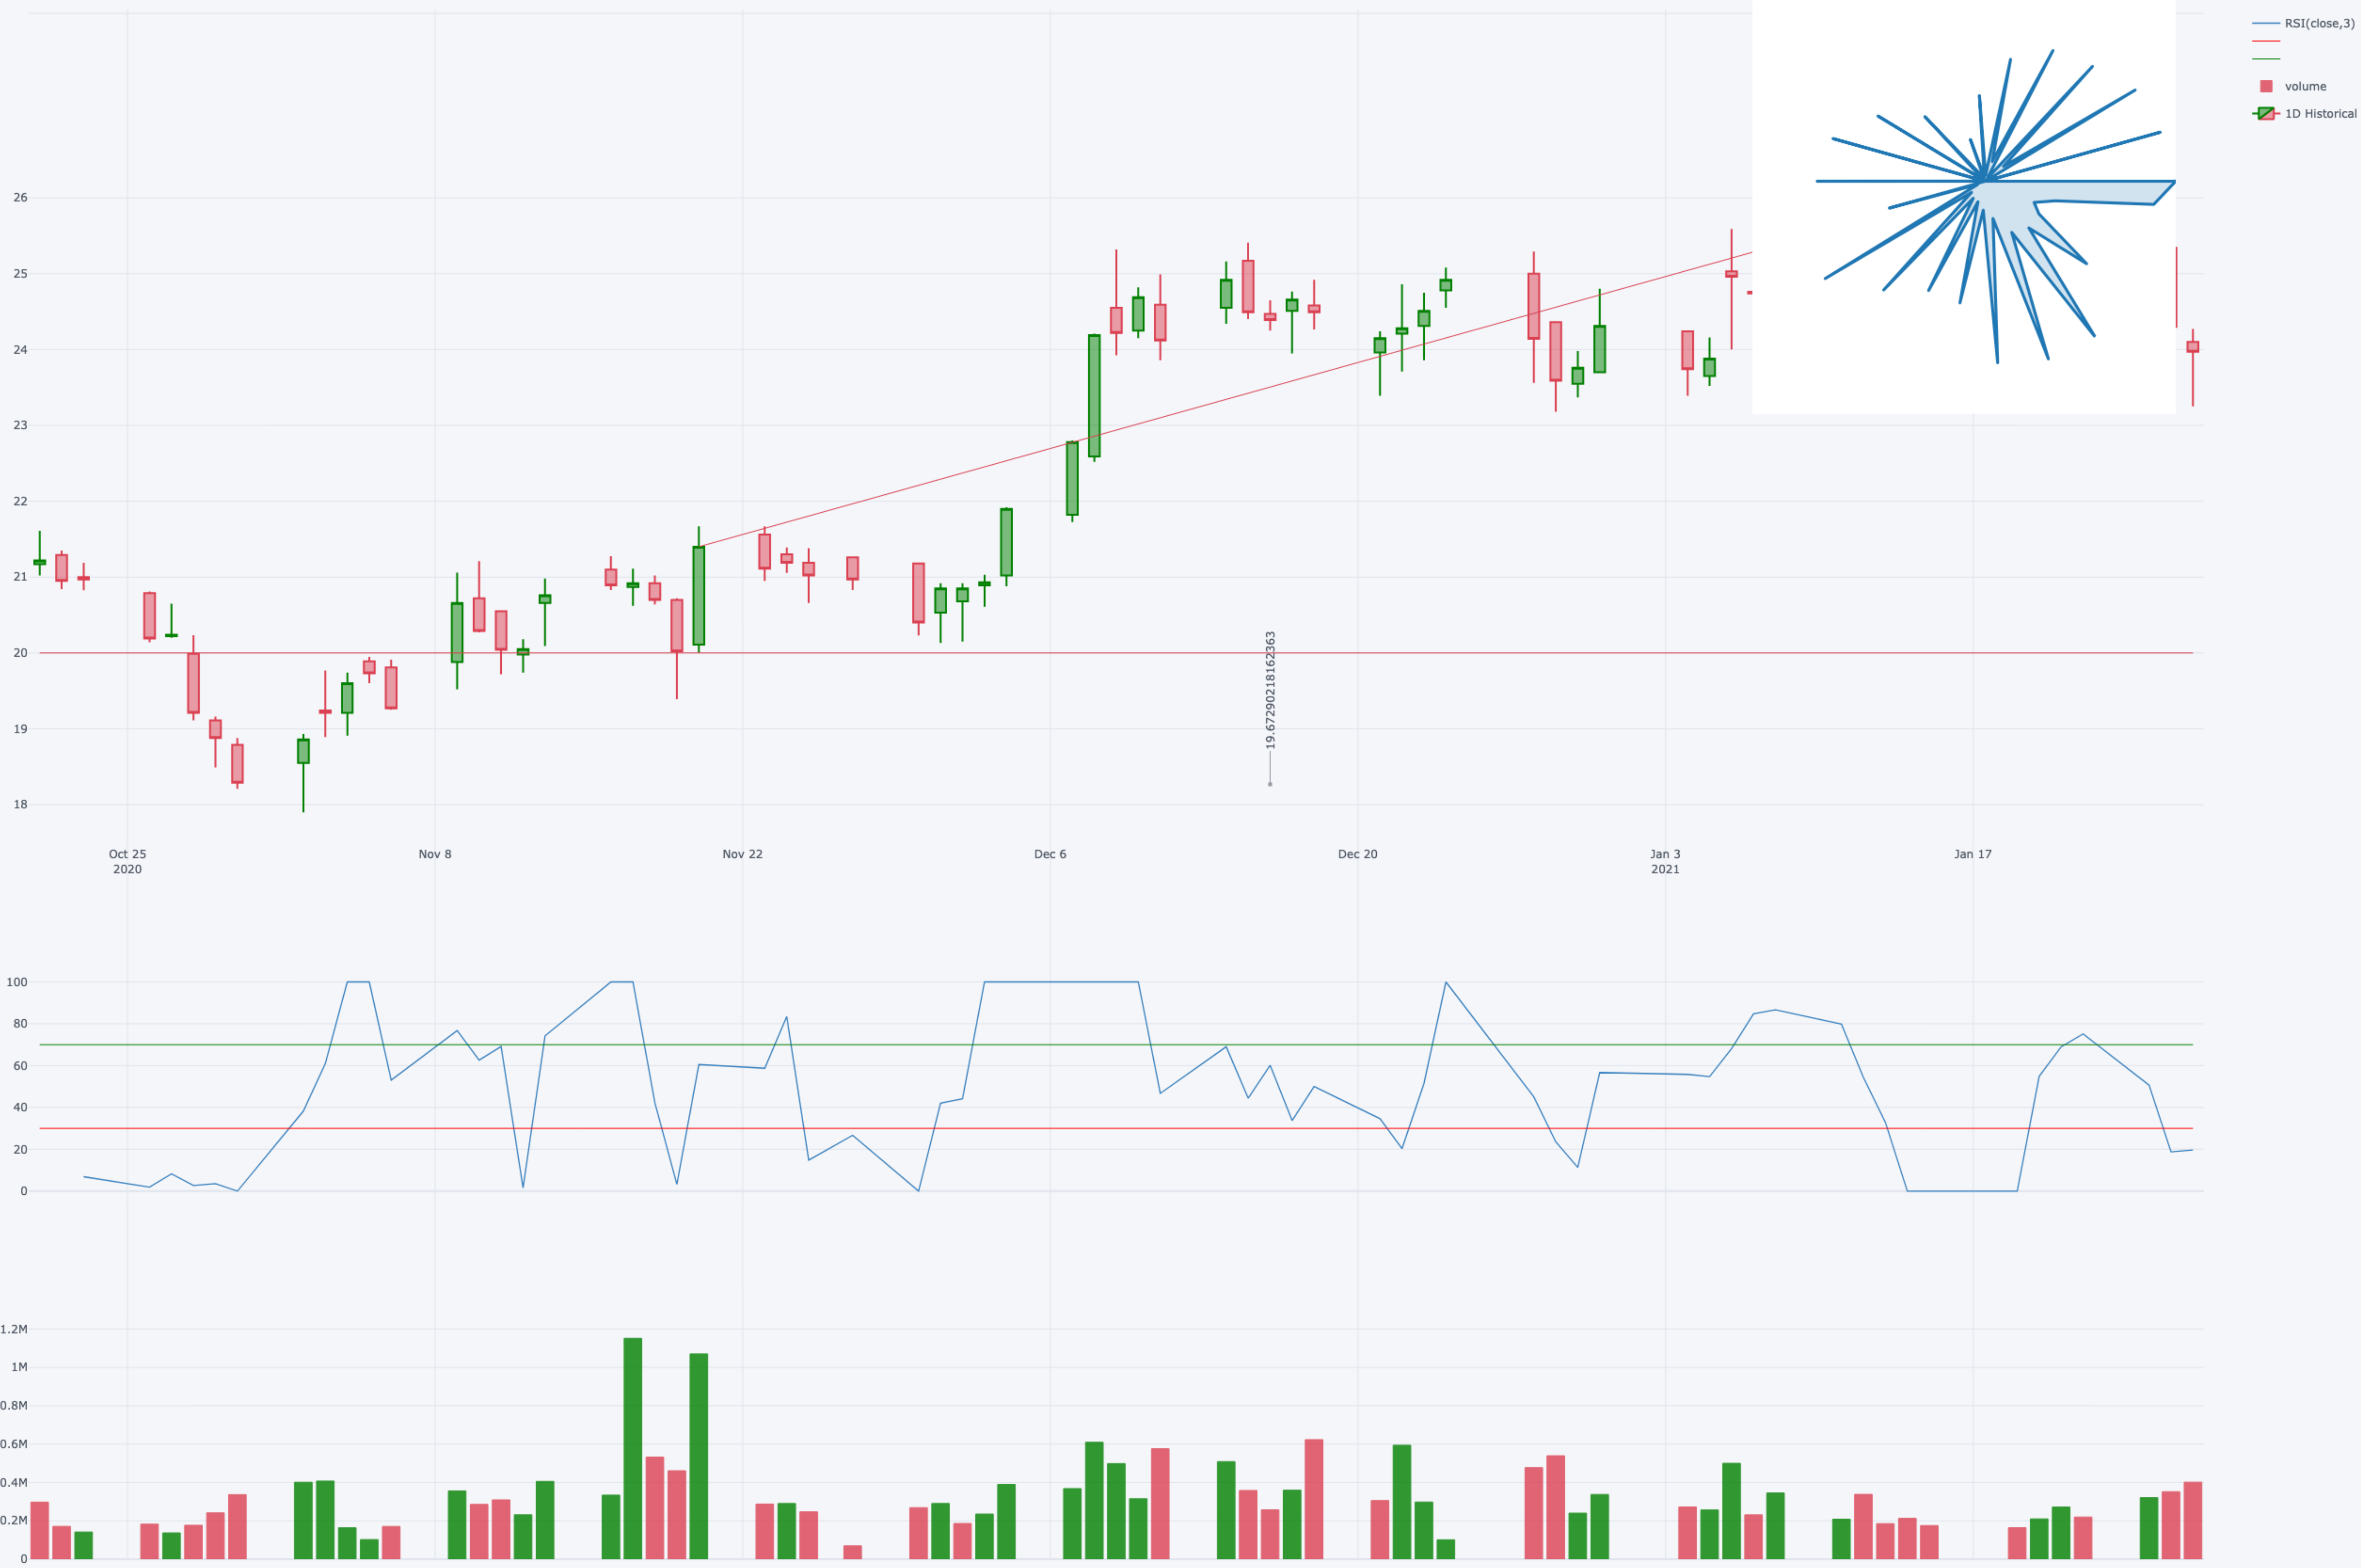 RSI(close,3)
volume
1D Historical
26
25
24
23
22
21
20
19
18
19.67290218162363
Oct 25
2020
Nov 8
Nov 22
Dec 6
Dec 20
Jan 3
2021
Jan 17
100
80
60
40
20
0
1.2M
1M
0.8M
0.6M
0.4M
0.2M
0